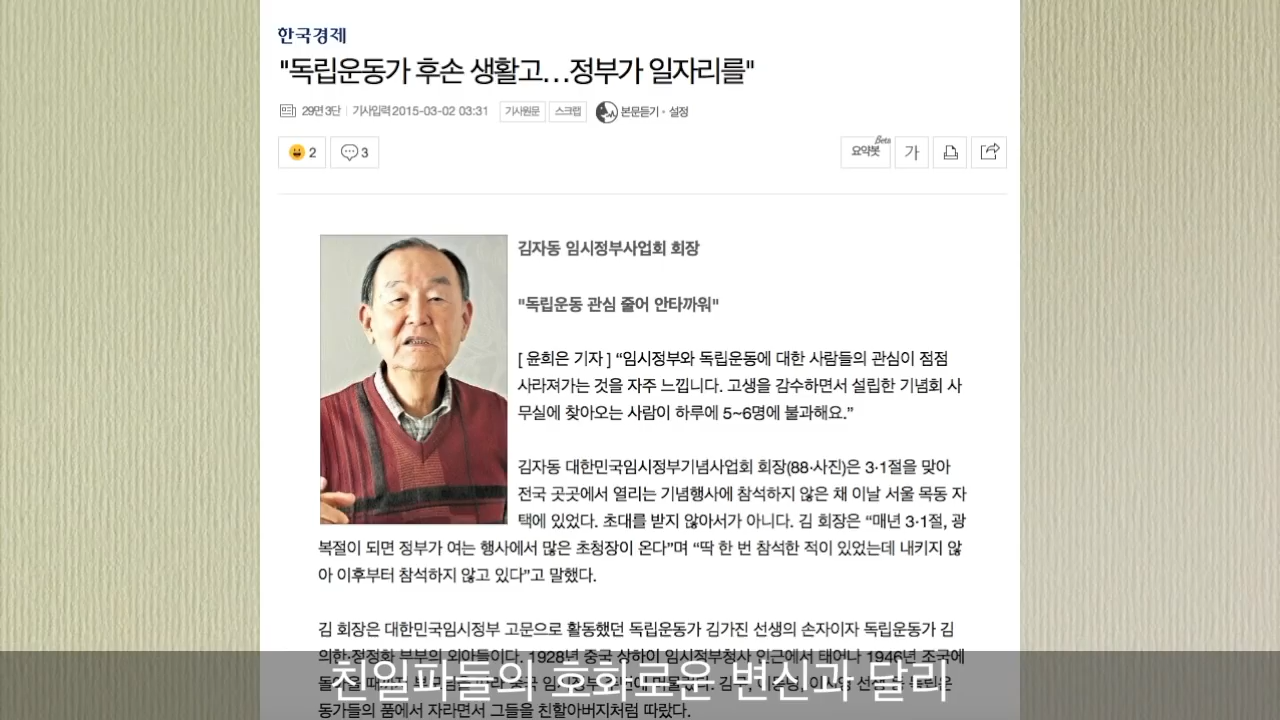 한국경제
"독립운동가 후손 생활고…정부가 일자리를"
29면 3단 기사입력 2015-03-02 03:31 기사원문 스크랩 본문듣기 · 설정
2 3 요약봇 Beta 가
김자동 임시정부사업회 회장
"독립운동 관심 줄어 안타까워"
[ 윤희은 기자 ] “임시정부와 독립운동에 대한 사람들의 관심이 점점
사라져가는 것을 자주 느낍니다. 고생을 감수하면서 설립한 기념회 사
무실에 찾아오는 사람이 하루에 5~6명에 불과해요.”
김자동 대한민국임시정부기념사업회 회장(88·사진)은 3·1절을 맞아
전국 곳곳에서 열리는 기념행사에 참석하지 않은 채 이날 서울 목동 자
택에 있었다. 초대를 받지 않아서가 아니다. 김 회장은 “매년 3·1절, 광
복절이 되면 정부가 여는 행사에서 많은 초청장이 온다”며 “딱 한 번 참석한 적이 있었는데 내키지 않
아 이후부터 참석하지 않고 있다”고 말했다.
김 회장은 대한민국임시정부 고문으로 활동했던 독립운동가 김가진 선생의 손자이자 독립운동가 김
의한·정정화 부부의 외아들이다. 1928년 중국 상하이 임시정부청사 인근에서 태어나 1946년 조국에
친일파들의 호화로운 변신과 달리
동가들의 품에서 자라면서 그들을 친할아버지처럼 따랐다.